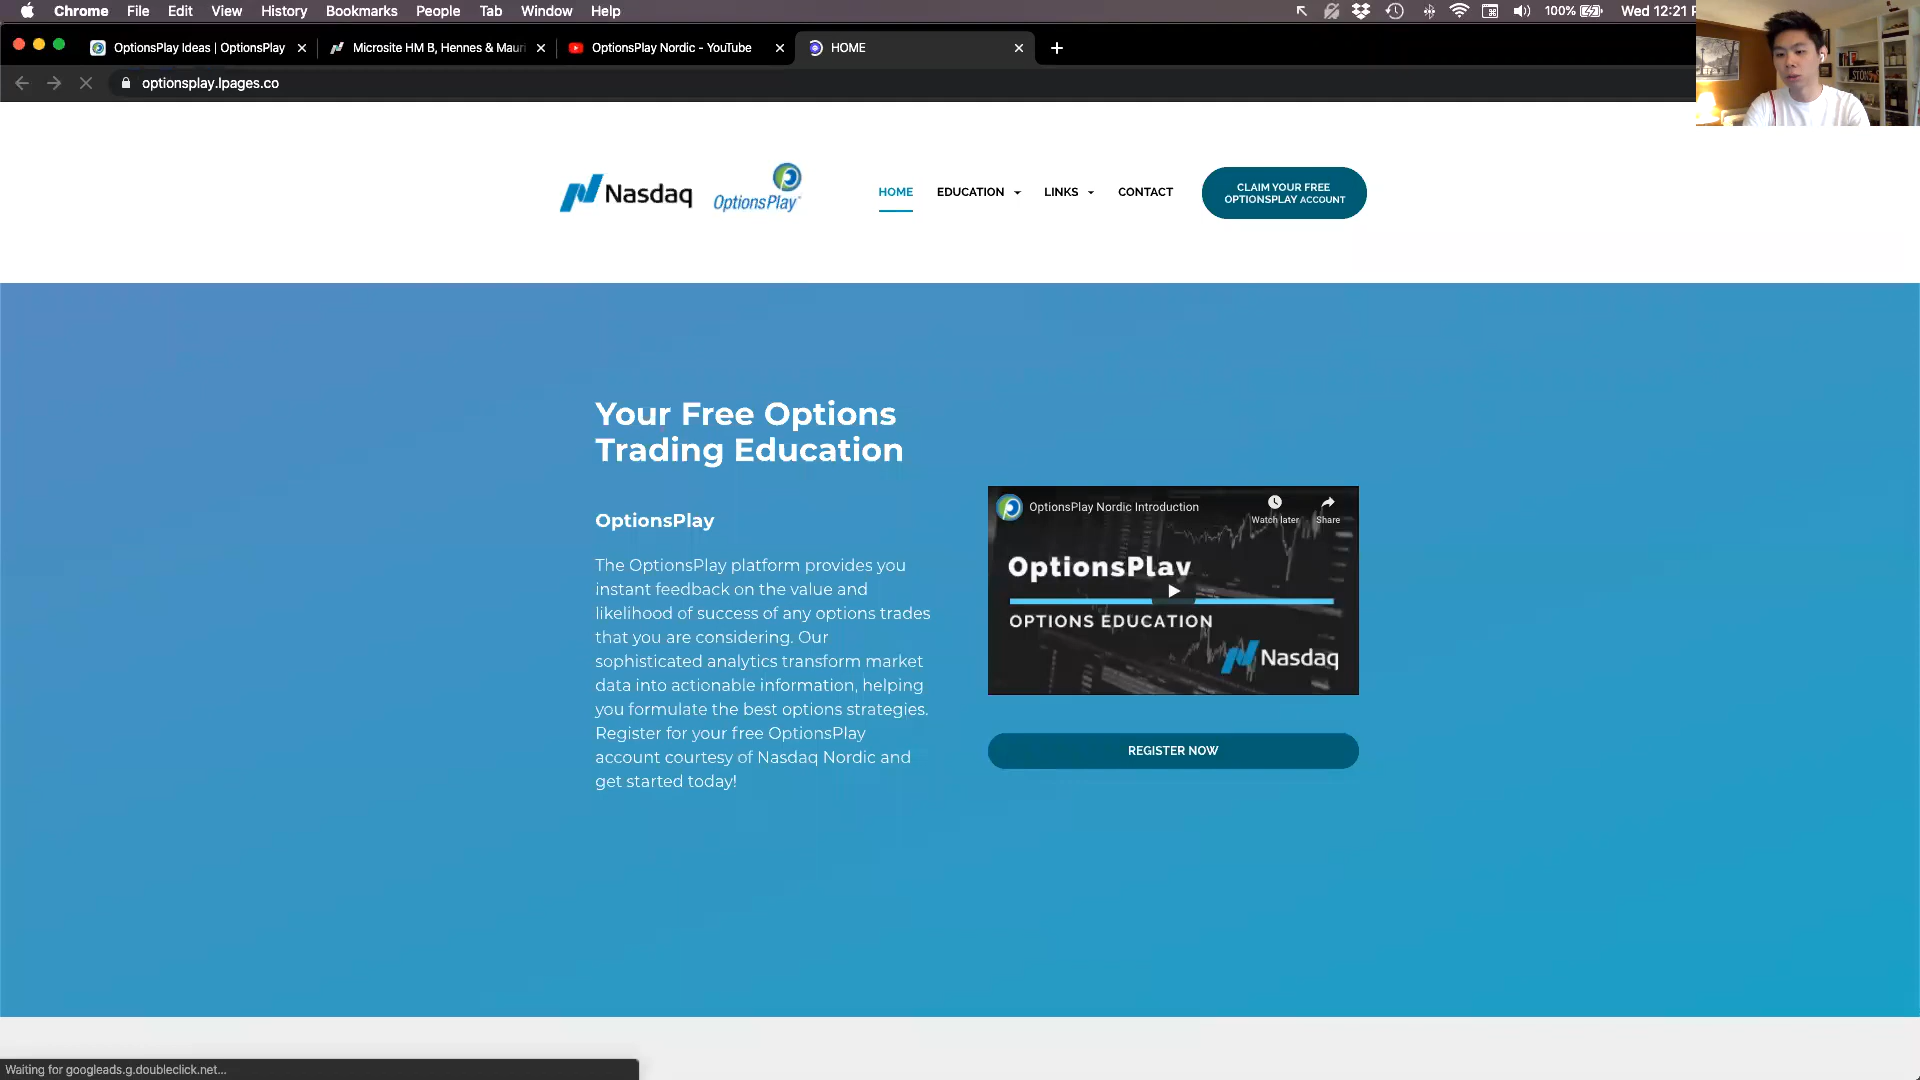 Chrome File Edit View History Bookmarks People Tab Window Help 100% Wed 12:21
OptionsPlay Ideas | OptionsPlay
Microsite HM B, Hennes & Mauri
OptionsPlay Nordic - YouTube
HOME
optionsplay.lpages.co
Nasdaq OptionsPlay
HOME EDUCATION LINKS CONTACT
CLAIM YOUR FREE
OPTIONSPLAY ACCOUNT
Your Free Options
Trading Education
OptionsPlay
The OptionsPlay platform provides you
instant feedback on the value and
likelihood of success of any options trades
that you are considering. Our
sophisticated analytics transform market
data into actionable information, helping
you formulate the best options strategies.
Register for your free OptionsPlay
account courtesy of Nasdaq Nordic and
get started today!
OptionsPlay Nordic Introduction
Watch later Share
OptionsPlay
OPTIONS EDUCATION
Nasdaq
REGISTER NOW
Waiting for googleads.g.doubleclick.net...